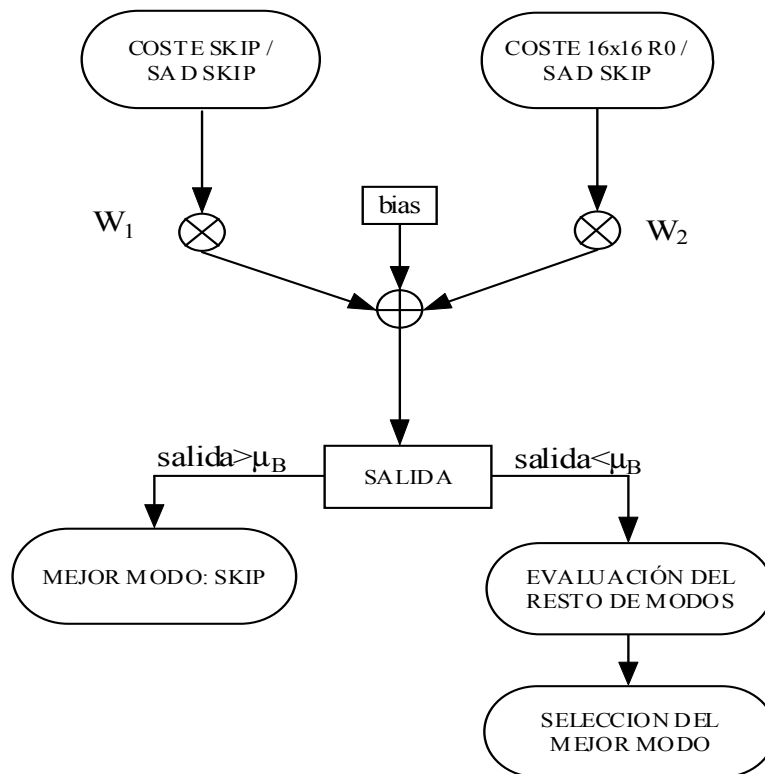 COSTE SKIP /
SAD SKIP
COSTE 16x16 R0 /
SAD SKIP
bias
W1
W2
salida>μB
SALIDA
salida<μB
MEJOR MODO: SKIP
EVALUACIÓN DEL
RESTO DE MODOS
SELECCION DEL
MEJOR MODO